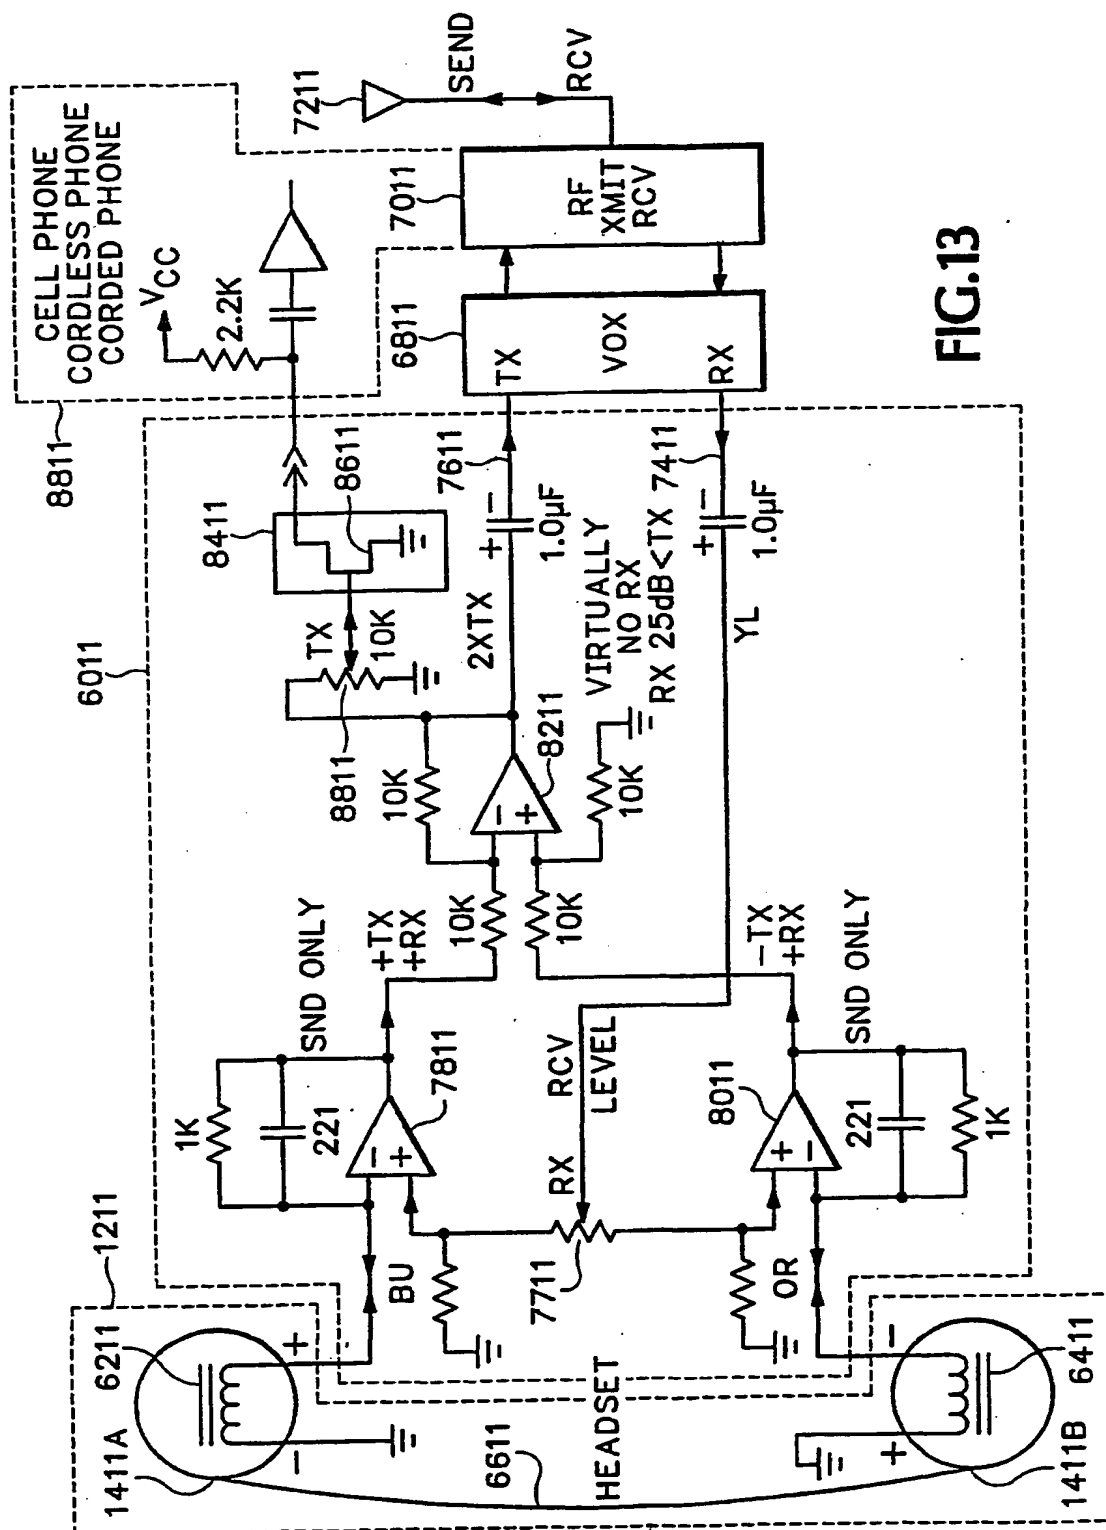 CELL PHONE
CORDLESS PHONE
CORDED PHONE
8811
VCC
2.2K
7211
SEND
RCV
7011
RF
XMIT
RCV
6811
TX
VOX
RX
6011
8411
8611
TX
10K
8811
2XTX
7611
+ −
1.0µF
VIRTUALLY
NO RX
RX 25dB<TX
7411
+ −
1.0µF
YL
10K
−
+
8211
10K
10K
10K
SND ONLY
+TX
+RX
1K
221
−
+
7811
RX
RCV
LEVEL
7711
−TX
+RX
SND ONLY
8011
+
−
221
1K
BU
OR
1211
6211
+
−
1411A
6611
HEADSET
−
+
6411
1411B
FIG.13